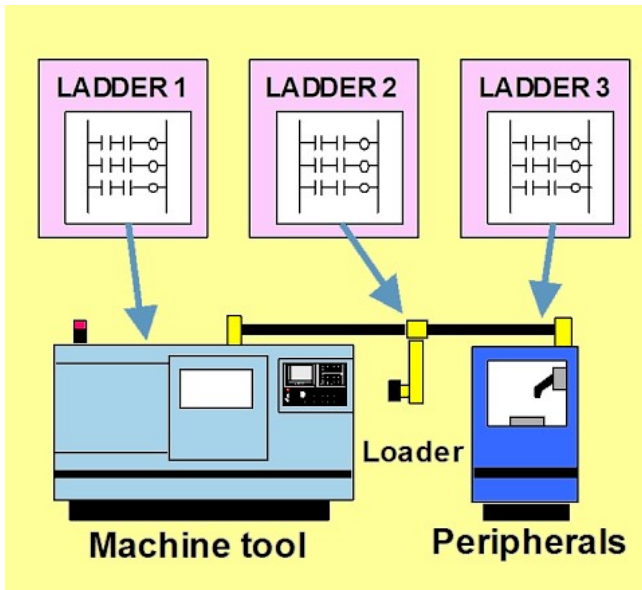 LADDER 1
LADDER 2
LADDER 3
Loader
Machine tool
Peripherals